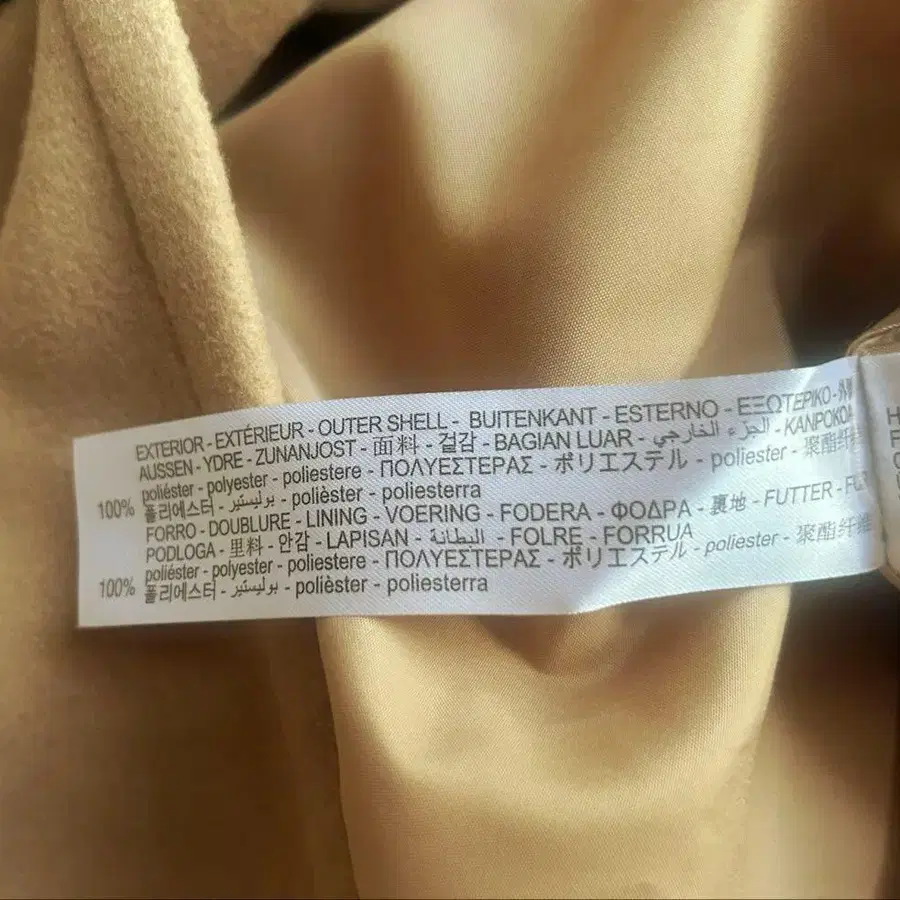 EXTERIOR - EXTÉRIEUR - OUTER SHELL - BUITENKANT - ESTERNO - ΕΞΩΤΕΡΙΚΟ -
AUSSEN - YDRE - ZUNANJOST - 面料 - 겉감 - BAGIAN LUAR - الجزء الخارجي - KANPOKOA
100% poliéster - polyester - poliestere - ΠΟΛΥΕΣΤΕΡΑΣ - ポリエステル - poliester - 聚酯纤维
폴리에스터 - بوليستير - polièster - poliesterra
FORRO - DOUBLURE - LINING - VOERING - FODERA - ΦΟΔΡΑ - 裏地 - FUTTER -
PODLOGA - 里料 - 안감 - LAPISAN - البطانة - FOLRE - FORRUA
100% poliéster - polyester - poliestere - ΠΟΛΥΕΣΤΕΡΑΣ - ポリエステル - poliester - 聚酯纤维
폴리에스터 - بوليستير - polièster - poliesterra